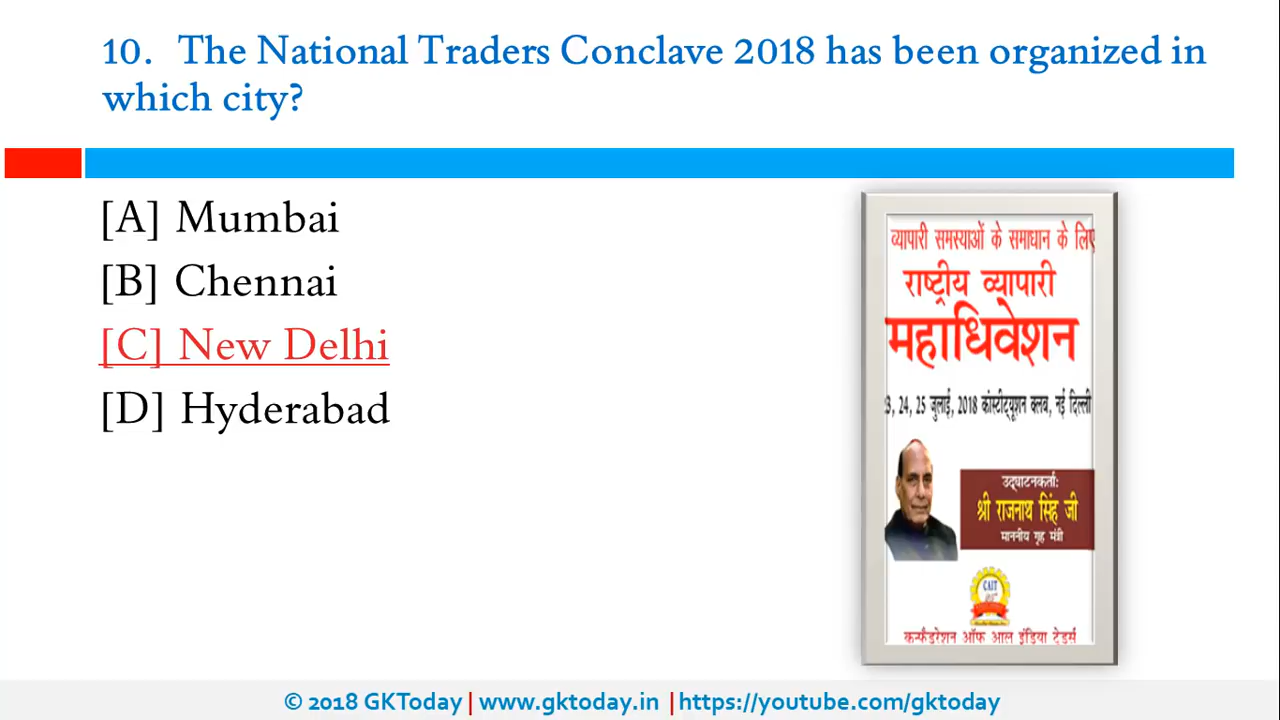 10. The National Traders Conclave 2018 has been organized in
which city?
[A] Mumbai
[B] Chennai
[C] New Delhi
[D] Hyderabad
व्यापारी समस्याओं के समाधान के लिए
राष्ट्रीय व्यापारी
महाधिवेशन
3, 24, 25 जुलाई, 2018 कांस्टीट्यूशन क्लब, नई दिल्ली
उद्घाटनकर्ता:
श्री राजनाथ सिंह जी
माननीय गृह मंत्री
CAIT
कन्फैडरेशन ऑफ आल इंडिया ट्रेडर्स
© 2018 GKToday | www.gktoday.in | https://youtube.com/gktoday